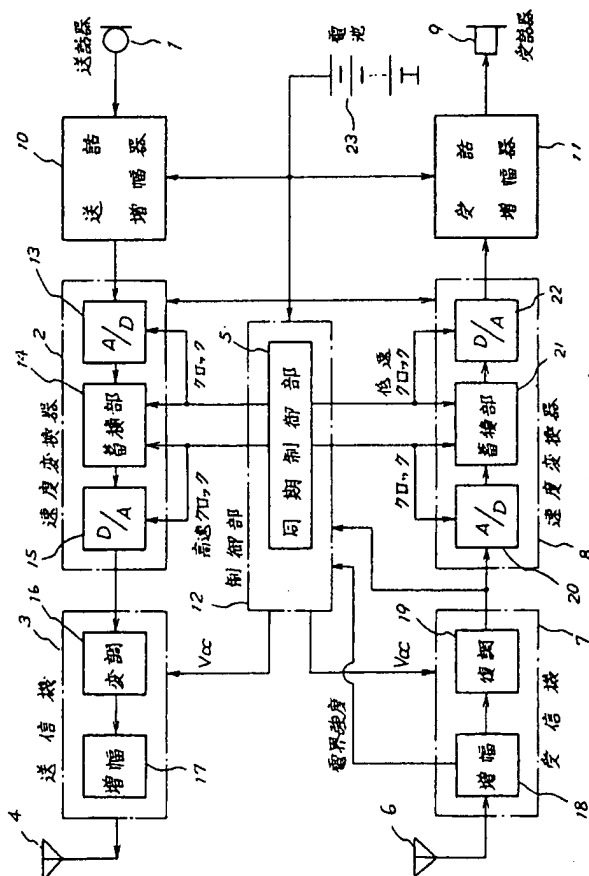 送話器
1
10
送話増幅器
2
速度変換器
13
A/D
14
蓄積部
15
D/A
クロック
高速クロック
3
送信機
16
変調
17
増幅
4
12
制御部
5
同期制御部
Vcc
Vcc
電界強度
電池
23
6
7
受信機
18
増幅
19
復調
8
速度変換器
20
A/D
21
蓄積部
22
D/A
クロック
低速クロック
11
受話増幅器
9
受話器